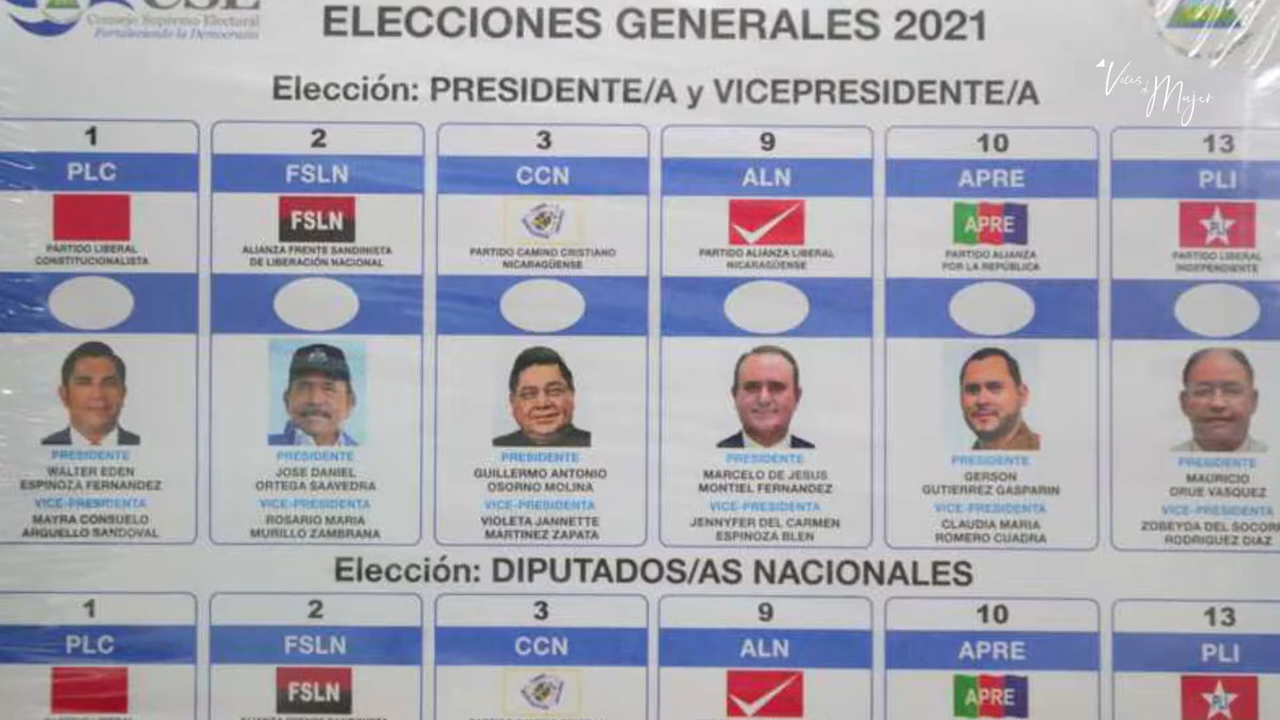 CSE
Consejo Supremo Electoral
Fortaleciendo la Democracia
ELECCIONES GENERALES 2021
Voces de Mujer
Elección: PRESIDENTE/A y VICEPRESIDENTE/A
1
PLC
PARTIDO LIBERAL
CONSTITUCIONALISTA
PRESIDENTE
WALTER EDEN
ESPINOZA FERNANDEZ
VICE-PRESIDENTA
MAYRA CONSUELO
ARGUELLO SANDOVAL
2
FSLN
FSLN
ALIANZA FRENTE SANDINISTA
DE LIBERACIÓN NACIONAL
PRESIDENTE
JOSE DANIEL
ORTEGA SAAVEDRA
VICE-PRESIDENTA
ROSARIO MARIA
MURILLO ZAMBRANA
3
CCN
PARTIDO CAMINO CRISTIANO
NICARAGÜENSE
PRESIDENTE
GUILLERMO ANTONIO
OSORNO MOLINA
VICE-PRESIDENTA
VIOLETA JANNETTE
MARTINEZ ZAPATA
9
ALN
PARTIDO ALIANZA LIBERAL
NICARAGÜENSE
PRESIDENTE
MARCELO DE JESUS
MONTIEL FERNANDEZ
VICE-PRESIDENTA
JENNYFER DEL CARMEN
ESPINOZA BLEN
10
APRE
APRE
PARTIDO ALIANZA
POR LA REPÚBLICA
PRESIDENTE
GERSON
GUTIERREZ GASPARIN
VICE-PRESIDENTA
CLAUDIA MARIA
ROMERO CUADRA
13
PLI
PLI
PARTIDO LIBERAL
INDEPENDIENTE
PRESIDENTE
MAURICIO
ORUE VASQUEZ
VICE-PRESIDENTA
ZOBEYDA DEL SOCOR
RODRIGUEZ DIAZ
Elección: DIPUTADOS/AS NACIONALES
1
PLC
2
FSLN
FSLN
3
CCN
9
ALN
10
APRE
APRE
13
PLI
PLI